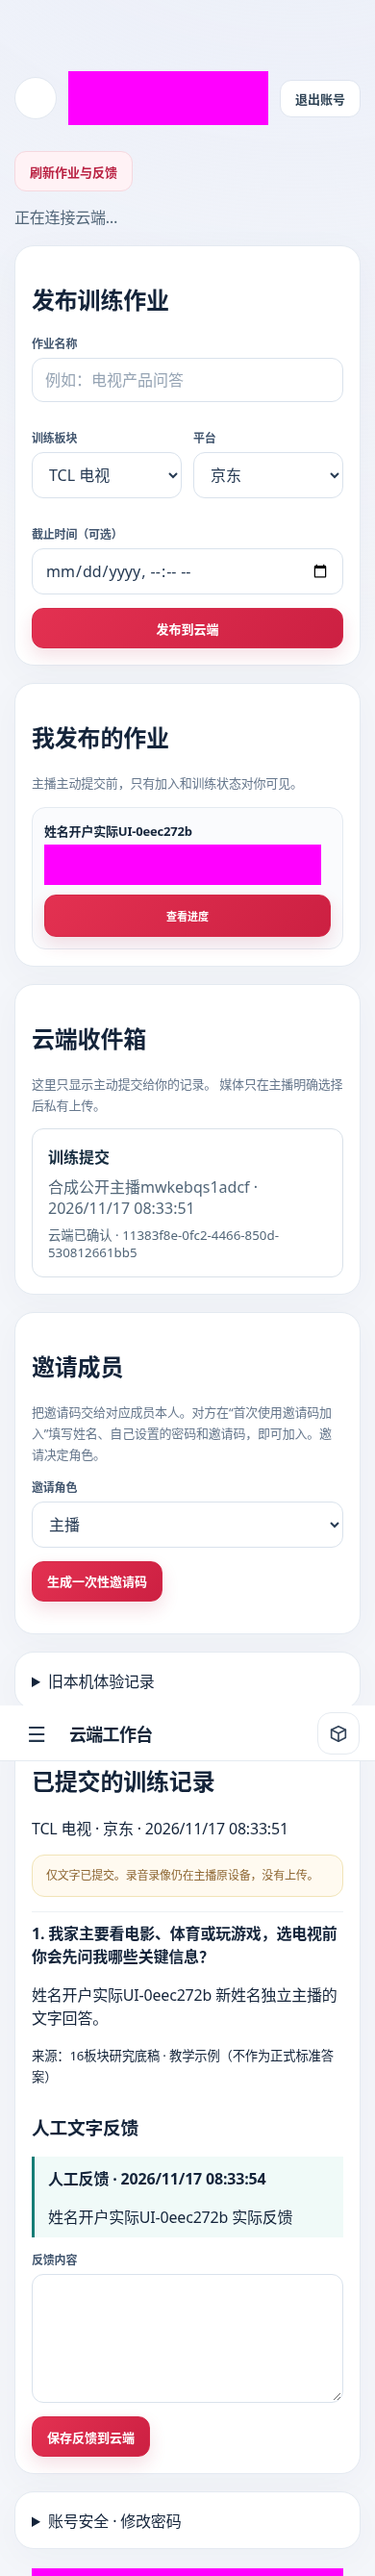 退出账号
刷新作业与反馈
正在连接云端...
发布训练作业
作业名称
例如：电视产品问答
训练板块
平台
TCL 电视
京东
截止时间（可选）
mm/dd/yyyy, --:-- --
发布到云端
我发布的作业
主播主动提交前，只有加入和训练状态对你可见。
姓名开户实际UI-0eec272b
查看进度
云端收件箱
这里只显示主动提交给你的记录。 媒体只在主播明确选择
后私有上传。
训练提交
合成公开主播mwkebqs1adcf ·
2026/11/17 08:33:51
云端已确认 · 11383f8e-0fc2-4466-850d-
530812661bb5
邀请成员
把邀请码交给对应成员本人。对方在“首次使用邀请码加
入”填写姓名、自己设置的密码和邀请码，即可加入。邀
请决定角色。
邀请角色
主播
生成一次性邀请码
旧本机体验记录
云端工作台
已提交的训练记录
TCL 电视 · 京东 · 2026/11/17 08:33:51
仅文字已提交。录音录像仍在主播原设备，没有上传。
1. 我家主要看电影、体育或玩游戏，选电视前
你会先问我哪些关键信息？
姓名开户实际UI-0eec272b 新姓名独立主播的
文字回答。
来源：16板块研究底稿 · 教学示例（不作为正式标准答
案）
人工文字反馈
人工反馈 · 2026/11/17 08:33:54
姓名开户实际UI-0eec272b 实际反馈
反馈内容
保存反馈到云端
账号安全 · 修改密码